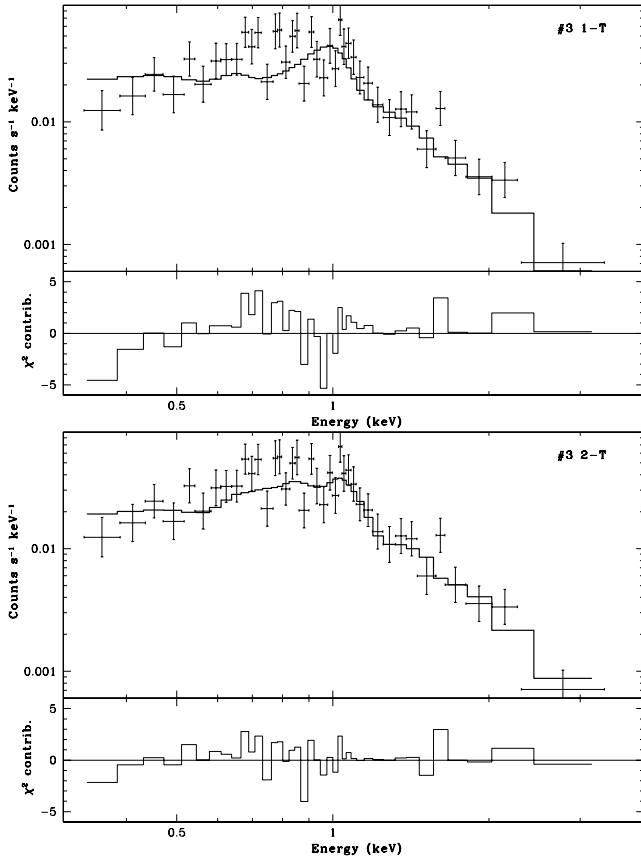 #3 1-T
Counts s⁻¹ keV⁻¹
0.01
0.001
χ² contrib.
5
0
−5
0.5
1
Energy (keV)
#3 2-T
Counts s⁻¹ keV⁻¹
0.01
0.001
χ² contrib.
5
0
−5
0.5
1
Energy (keV)